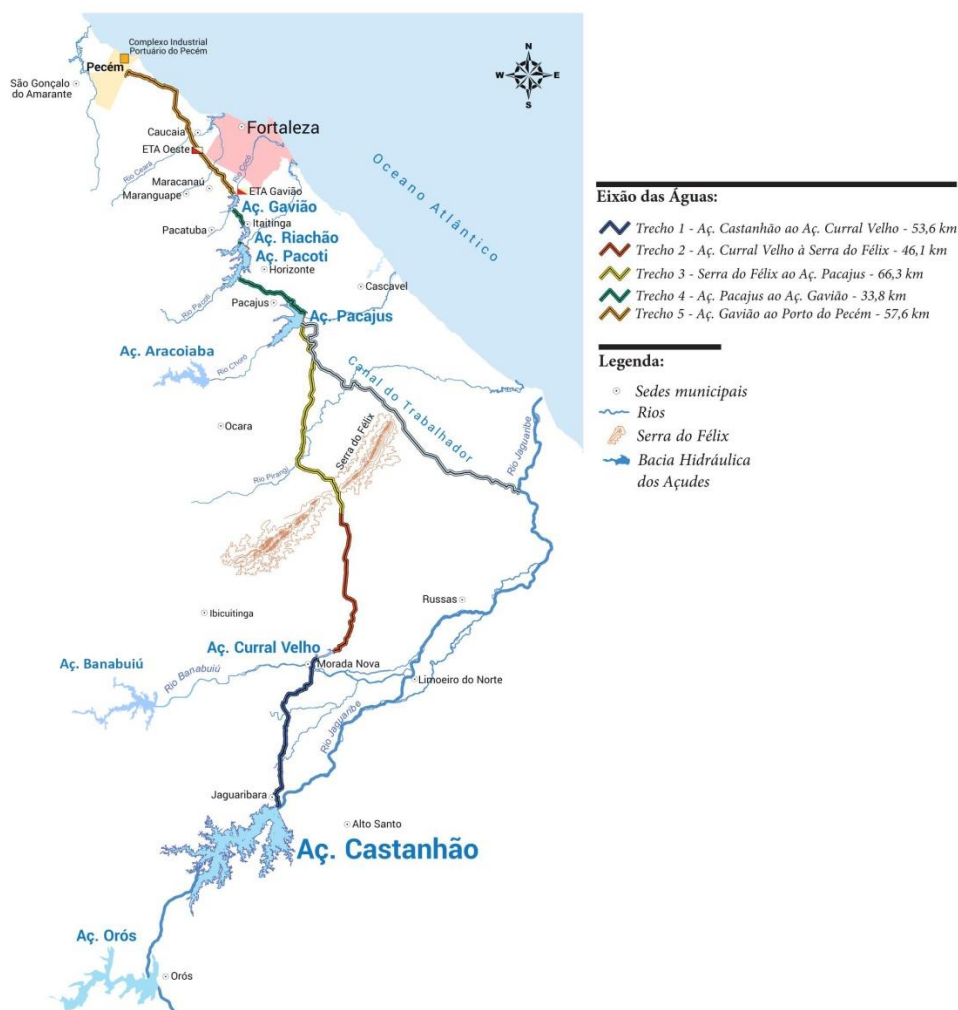 Complexo Industrial
Portuário do Pecém
Pecém
São Gonçalo
do Amarante
N
W
E
S
Caucaia
Fortaleza
ETA Oeste
Rio Ceará
Rio Cocó
Maracanaú
Maranguape
ETA Gavião
Aç. Gavião
Pacatuba
Itaitinga
Aç. Riachão
Aç. Pacoti
Horizonte
Oceano Atlântico
Rio Pacoti
Pacajus
Cascavel
Aç. Pacajus
Aç. Aracoiaba
Rio Choró
Canal do Trabalhador
Ocara
Serra do Félix
Rio Jaguaribe
Rio Pirangi
Russas
Ibicuitinga
Aç. Curral Velho
Morada Nova
Aç. Banabuiú
Rio Banabuiú
Limoeiro do Norte
Rio Jaguaribe
Jaguaribara
Alto Santo
Aç. Castanhão
Aç. Orós
Orós
Eixão das Águas:
Trecho 1 - Aç. Castanhão ao Aç. Curral Velho - 53,6 km
Trecho 2 - Aç. Curral Velho à Serra do Félix - 46,1 km
Trecho 3 - Serra do Félix ao Aç. Pacajus - 66,3 km
Trecho 4 - Aç. Pacajus ao Aç. Gavião - 33,8 km
Trecho 5 - Aç. Gavião ao Porto do Pecém - 57,6 km
Legenda:
Sedes municipais
Rios
Serra do Félix
Bacia Hidráulica
dos Açudes